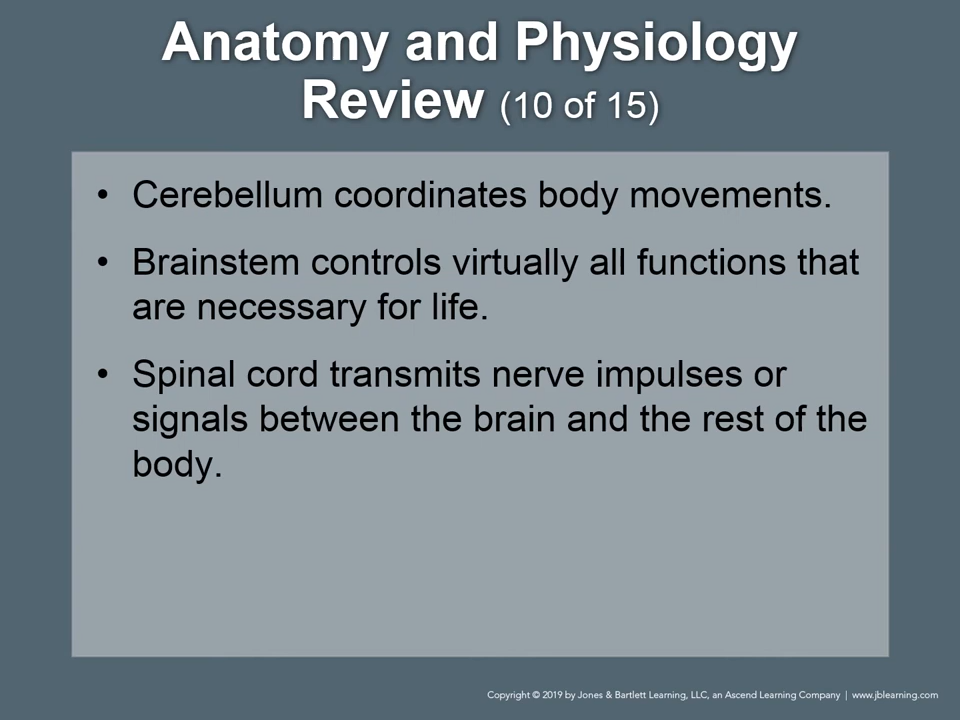 Anatomy and Physiology
Review (10 of 15)
• Cerebellum coordinates body movements.
• Brainstem controls virtually all functions that
are necessary for life.
• Spinal cord transmits nerve impulses or
signals between the brain and the rest of the
body.
Copyright © 2019 by Jones & Bartlett Learning, LLC, an Ascend Learning Company | www.jblearning.com